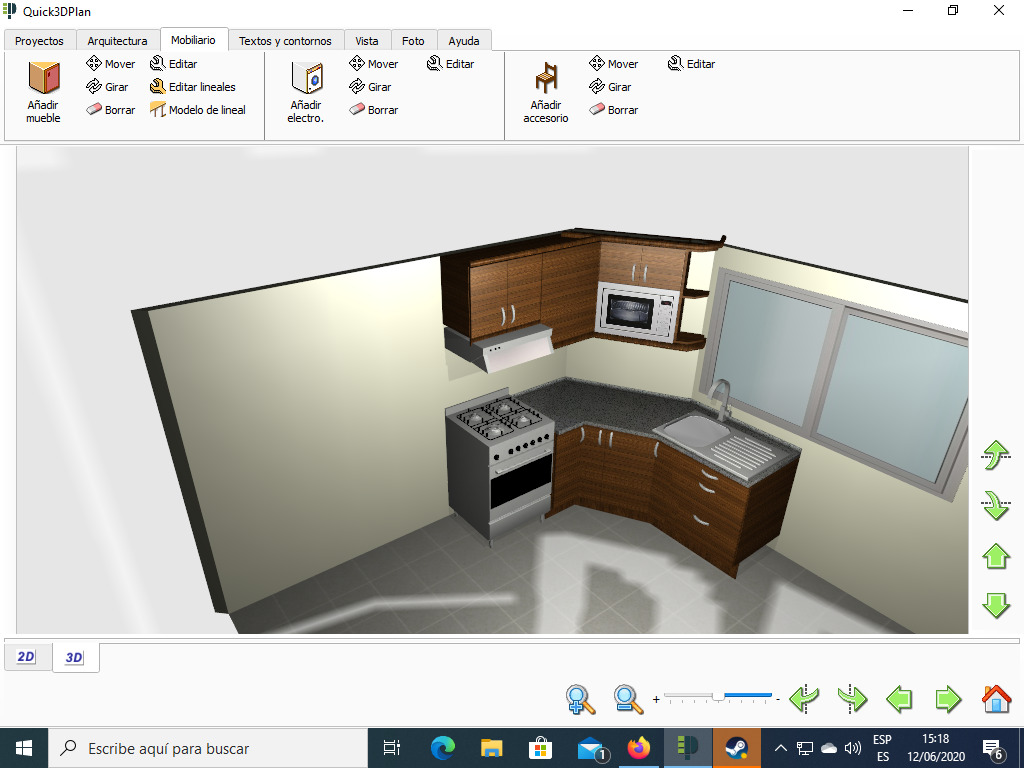 Quick3DPlan
Proyectos Arquitectura Mobiliario Textos y contornos Vista Foto Ayuda
Añadir mueble
Mover Editar
Girar Editar lineales
Borrar Modelo de lineal
Añadir electro.
Mover Editar
Girar
Borrar
Añadir accesorio
Mover Editar
Girar
Borrar
2D 3D
+ -
Escribe aquí para buscar
1
ESP
ES
15:18
12/06/2020
6